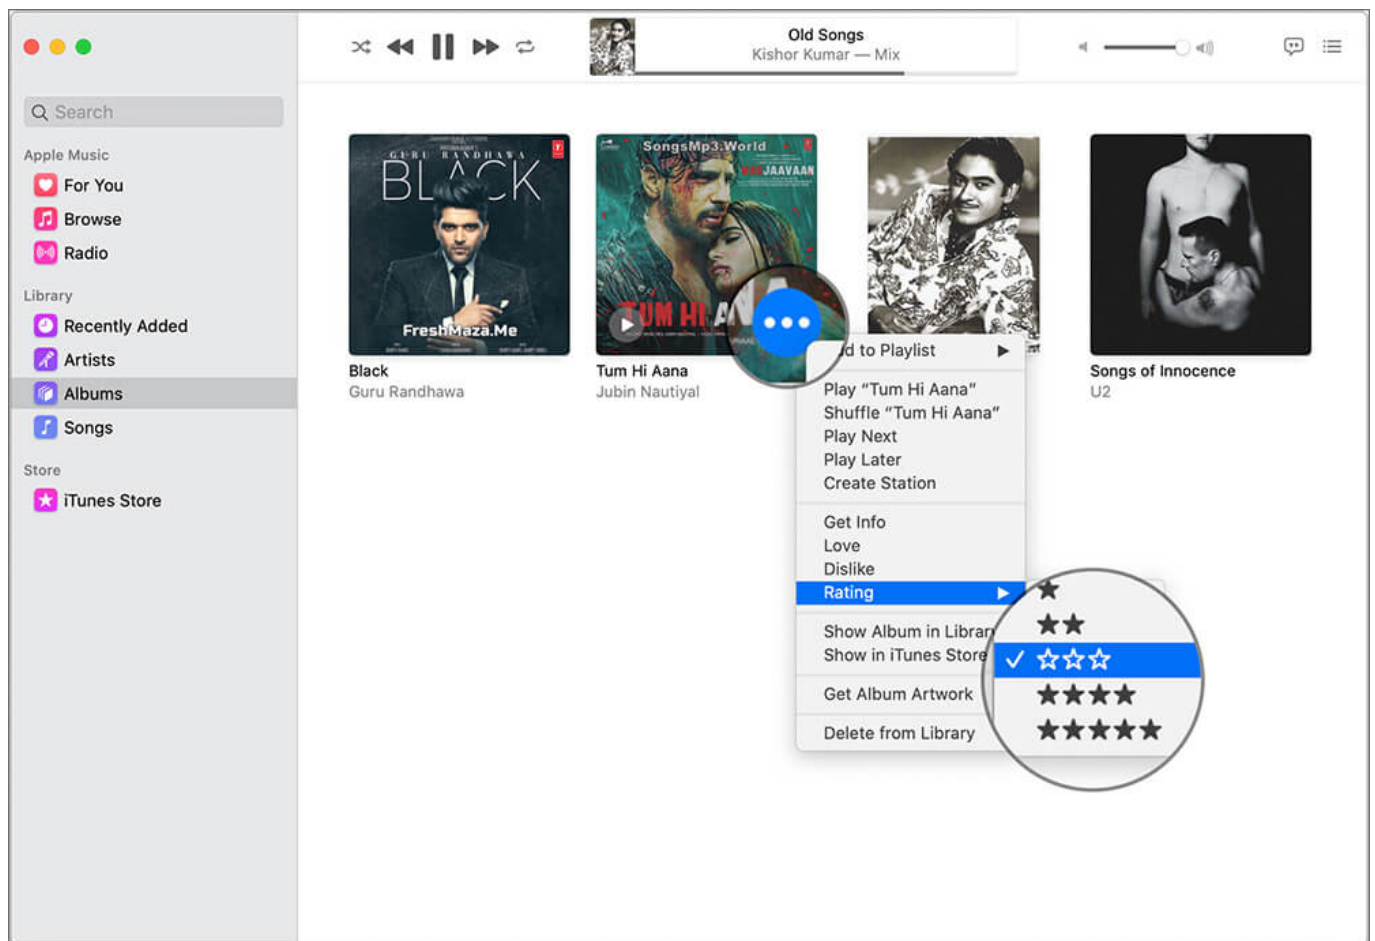 Old Songs
Kishor Kumar — Mix
Search
Apple Music
For You
Browse
Radio
Library
Recently Added
Artists
Albums
Songs
Store
iTunes Store
GURU RANDHAWA
BLACK
FreshMaza.Me
Black
Guru Randhawa
SongsMp3.World
MARJAAVAAN
TUM HI AANA
Tum Hi Aana
Jubin Nautiyal
Songs of Innocence
U2
to Playlist
Play “Tum Hi Aana”
Shuffle “Tum Hi Aana”
Play Next
Play Later
Create Station
Get Info
Love
Dislike
Rating
Show Album in Library
Show in iTunes Store
Get Album Artwork
Delete from Library